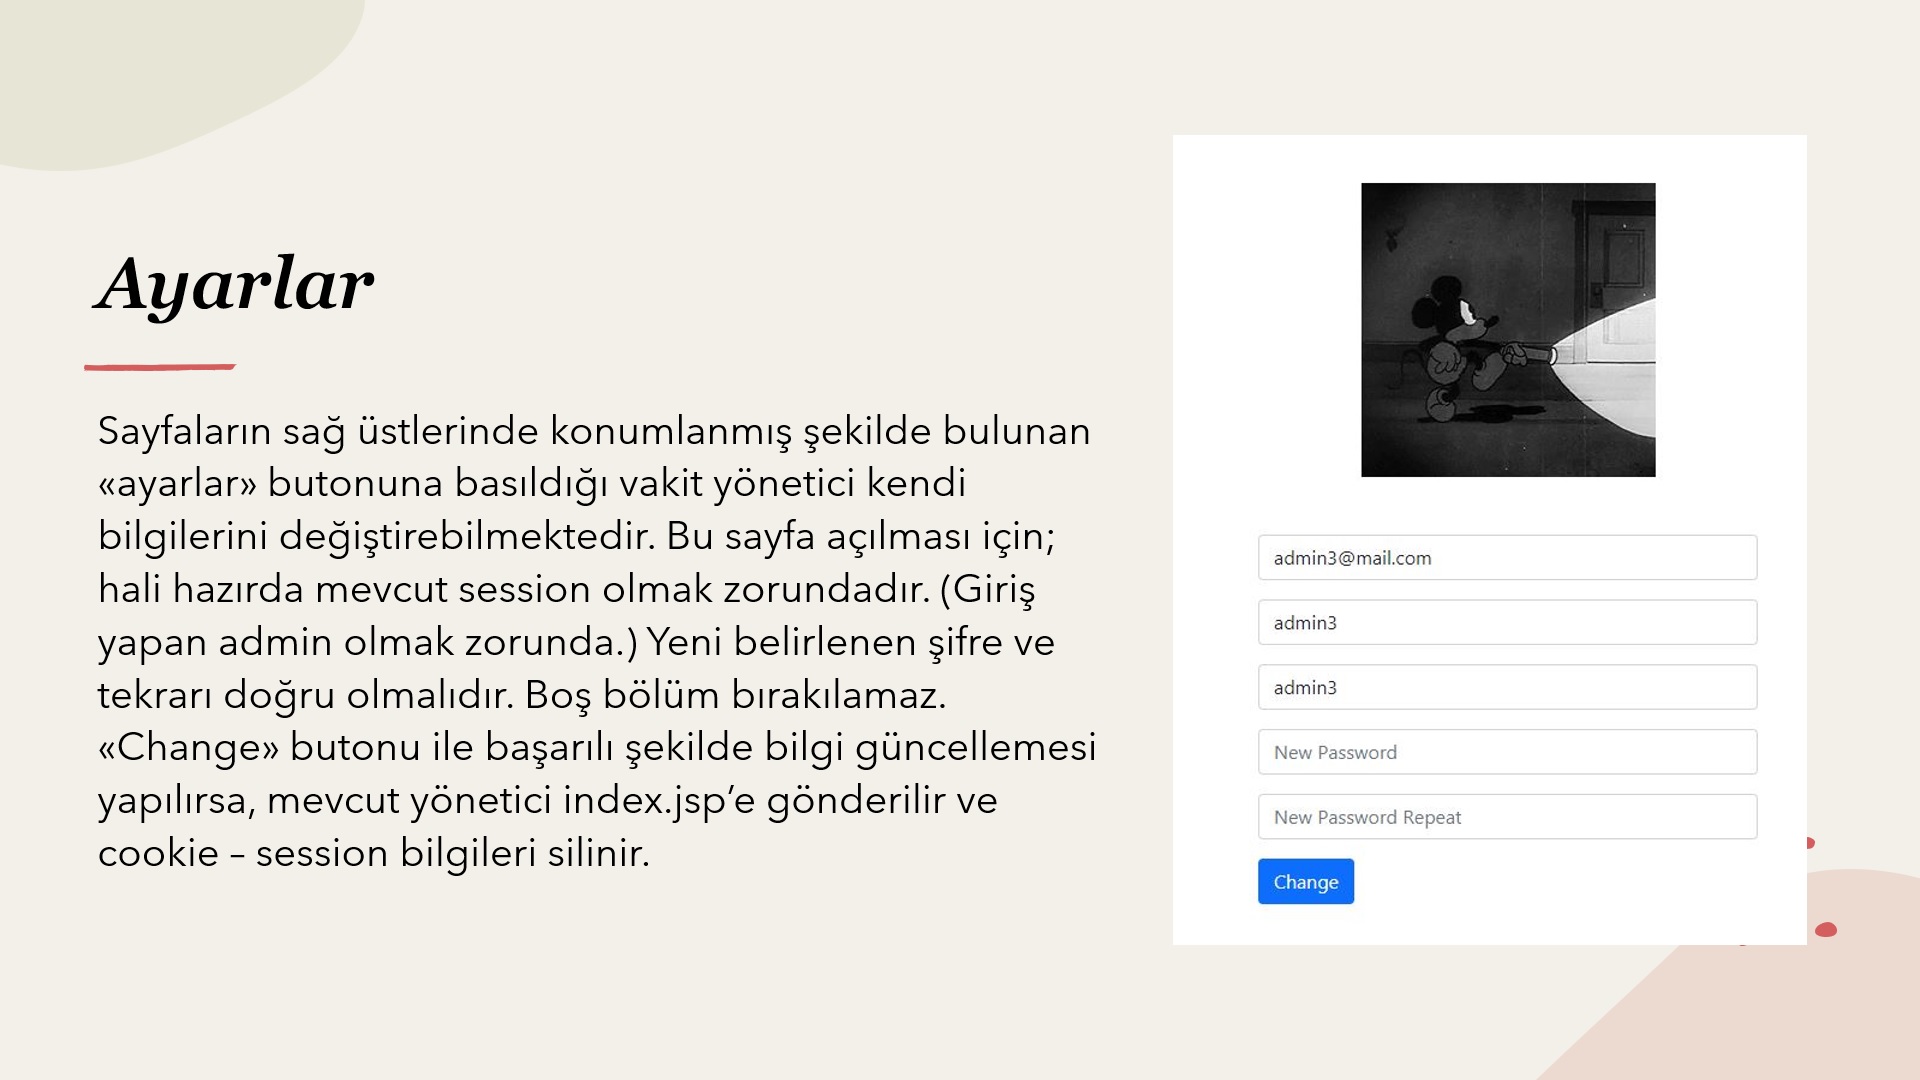 Ayarlar
Sayfaların sağ üstlerinde konumlanmış şekilde bulunan
«ayarlar» butonuna basıldığı vakit yönetici kendi
bilgilerini değiştirebilmektedir. Bu sayfa açılması için;
hali hazırda mevcut session olmak zorundadır. (Giriş
yapan admin olmak zorunda.) Yeni belirlenen şifre ve
tekrarı doğru olmalıdır. Boş bölüm bırakılamaz.
«Change» butonu ile başarılı şekilde bilgi güncellemesi
yapılırsa, mevcut yönetici index.jsp’e gönderilir ve
cookie – session bilgileri silinir.
admin3@mail.com
admin3
admin3
New Password
New Password Repeat
Change